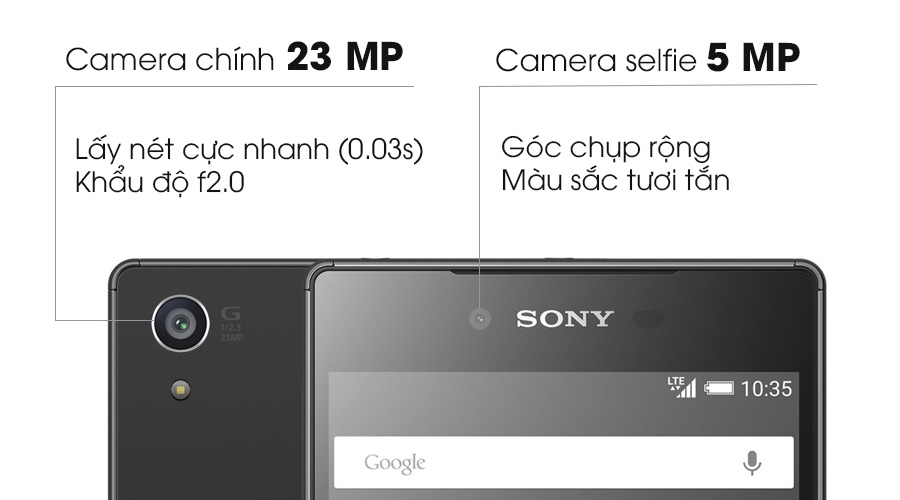 Camera chính 23 MP
Lấy nét cực nhanh (0.03s)
Khẩu độ f2.0
Camera selfie 5 MP
Góc chụp rộng
Màu sắc tươi tắn
G
1/2.3
23MP
SONY
LTE
10:35
Google